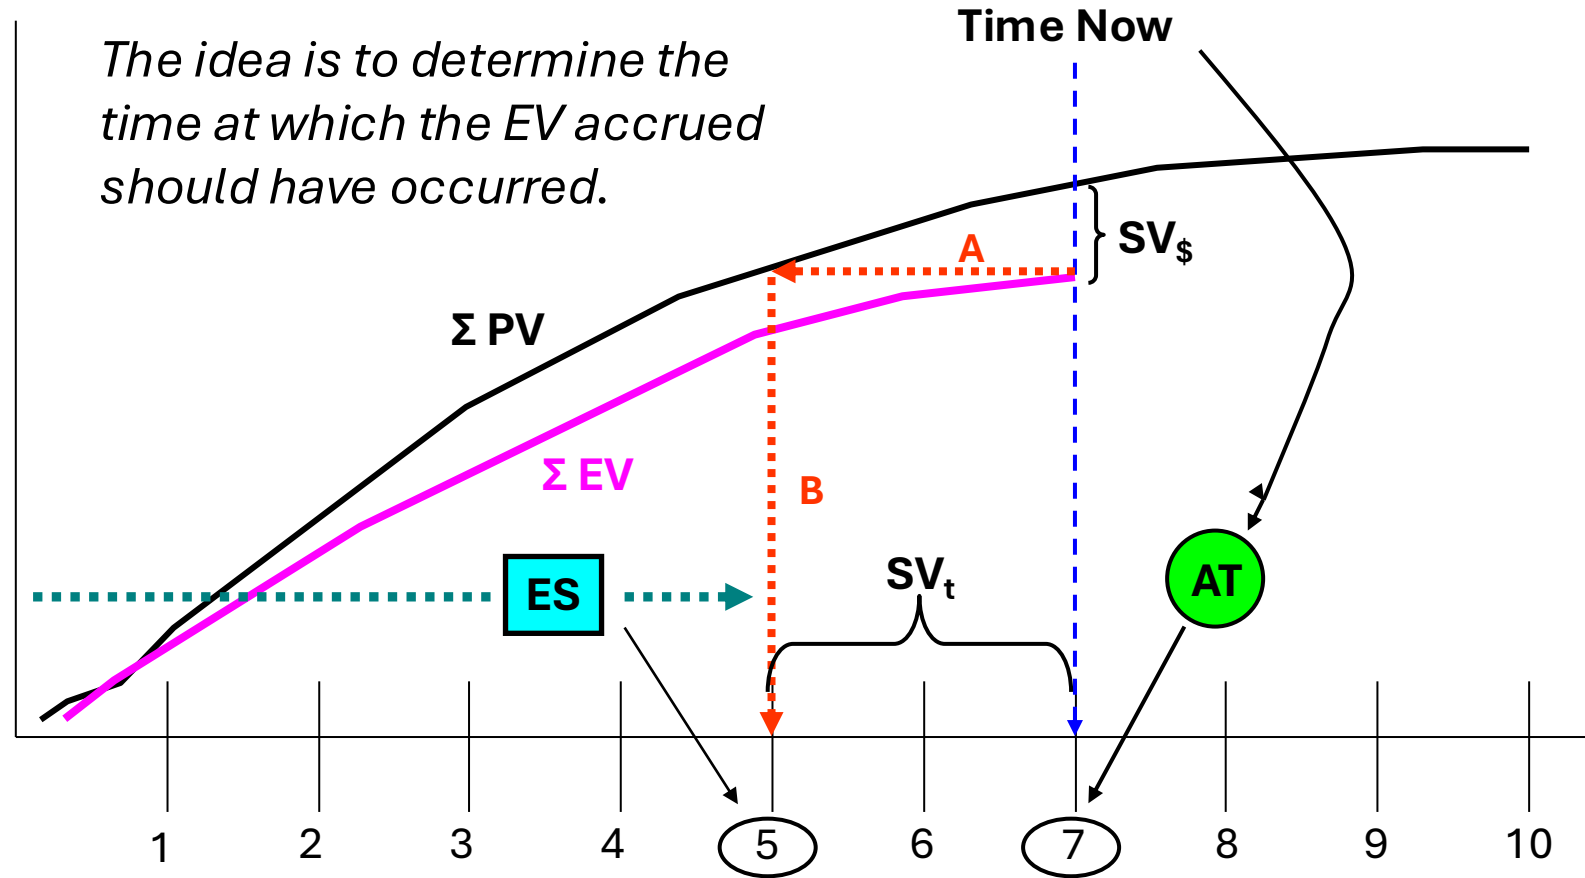 Time Now
The idea is to determine the
time at which the EV accrued
should have occurred.
SV$
A
Σ PV
Σ EV
B
ES
SVt
AT
1 2 3 4 5 6 7 8 9 10